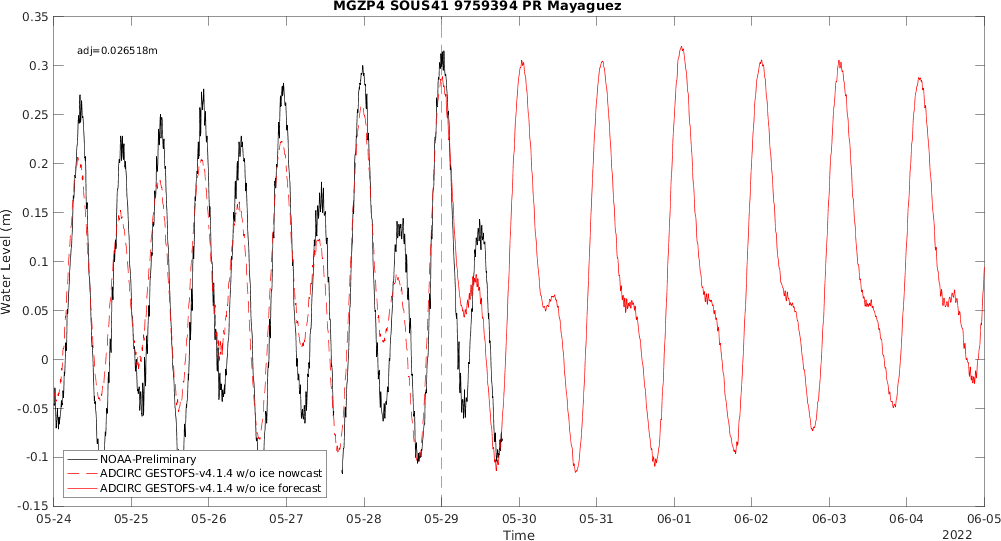 MGZP4 SOUS41 9759394 PR Mayaguez
adj=0.026518m
0.35
0.3
0.25
0.2
0.15
0.1
0.05
0
-0.05
-0.1
-0.15
Water Level (m)
NOAA-Preliminary
ADCIRC GESTOFS-v4.1.4 w/o ice nowcast
ADCIRC GESTOFS-v4.1.4 w/o ice forecast
05-24 05-25 05-26 05-27 05-28 05-29 05-30 05-31 06-01 06-02 06-03 06-04 06-05
Time
2022